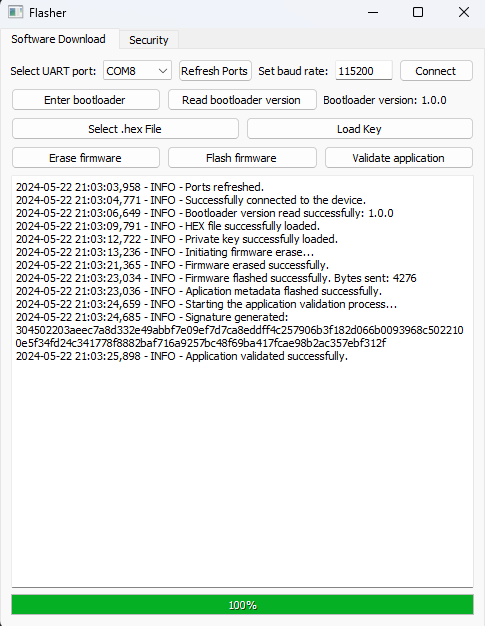 Flasher
Software Download Security
Select UART port: COM8 Refresh Ports Set baud rate: 115200 Connect
Enter bootloader Read bootloader version Bootloader version: 1.0.0
Select .hex File Load Key
Erase firmware Flash firmware Validate application
2024-05-22 21:03:03,958 - INFO - Ports refreshed.
2024-05-22 21:03:04,771 - INFO - Successfully connected to the device.
2024-05-22 21:03:06,649 - INFO - Bootloader version read successfully: 1.0.0
2024-05-22 21:03:09,791 - INFO - HEX file successfully loaded.
2024-05-22 21:03:12,722 - INFO - Private key successfully loaded.
2024-05-22 21:03:13,236 - INFO - Initiating firmware erase...
2024-05-22 21:03:21,365 - INFO - Firmware erased successfully.
2024-05-22 21:03:23,034 - INFO - Firmware flashed successfully. Bytes sent: 4276
2024-05-22 21:03:23,036 - INFO - Aplication metadata flashed successfully.
2024-05-22 21:03:24,659 - INFO - Starting the application validation process...
2024-05-22 21:03:24,685 - INFO - Signature generated:
304502203aeec7a8d332e49abbf7e09ef7d7ca8eddff4c257906b3f182d066b0093968c502210
0e5f34fd24c341778f8882baf716a9257bc48f69ba417fcae98b2ac357ebf312f
2024-05-22 21:03:25,898 - INFO - Application validated successfully.
100%